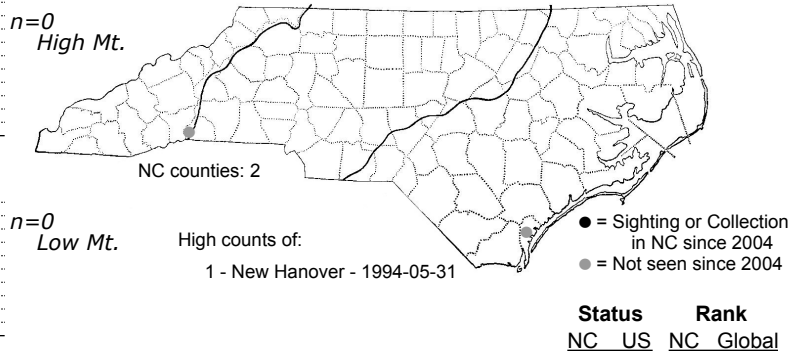 n=0
High Mt.
NC counties: 2
n=0
Low Mt.
High counts of:
1 - New Hanover - 1994-05-31
● = Sighting or Collection
in NC since 2004
● = Not seen since 2004
Status Rank
NC US NC Global